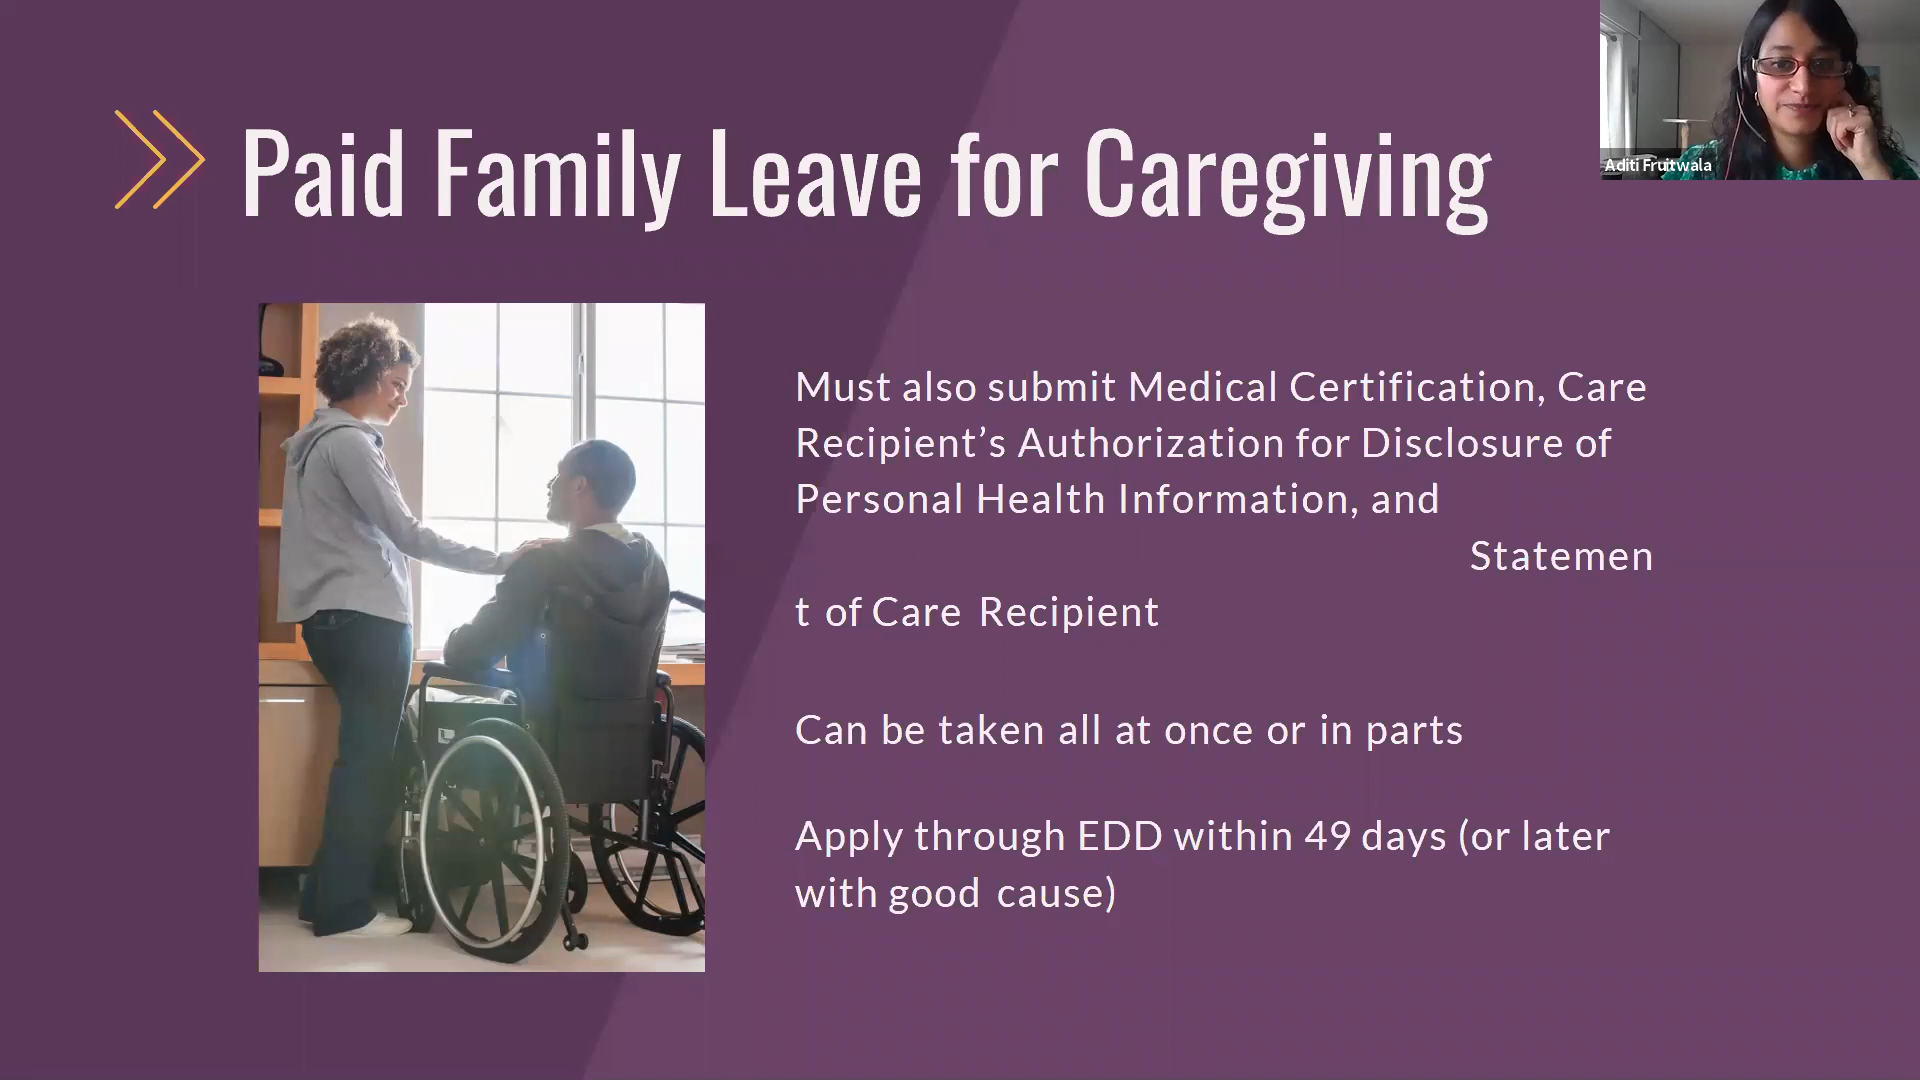 Paid Family Leave for Caregiving
Aditi Fruitwala
Must also submit Medical Certification, Care
Recipient’s Authorization for Disclosure of
Personal Health Information, and
Statemen
t of Care Recipient
Can be taken all at once or in parts
Apply through EDD within 49 days (or later
with good cause)